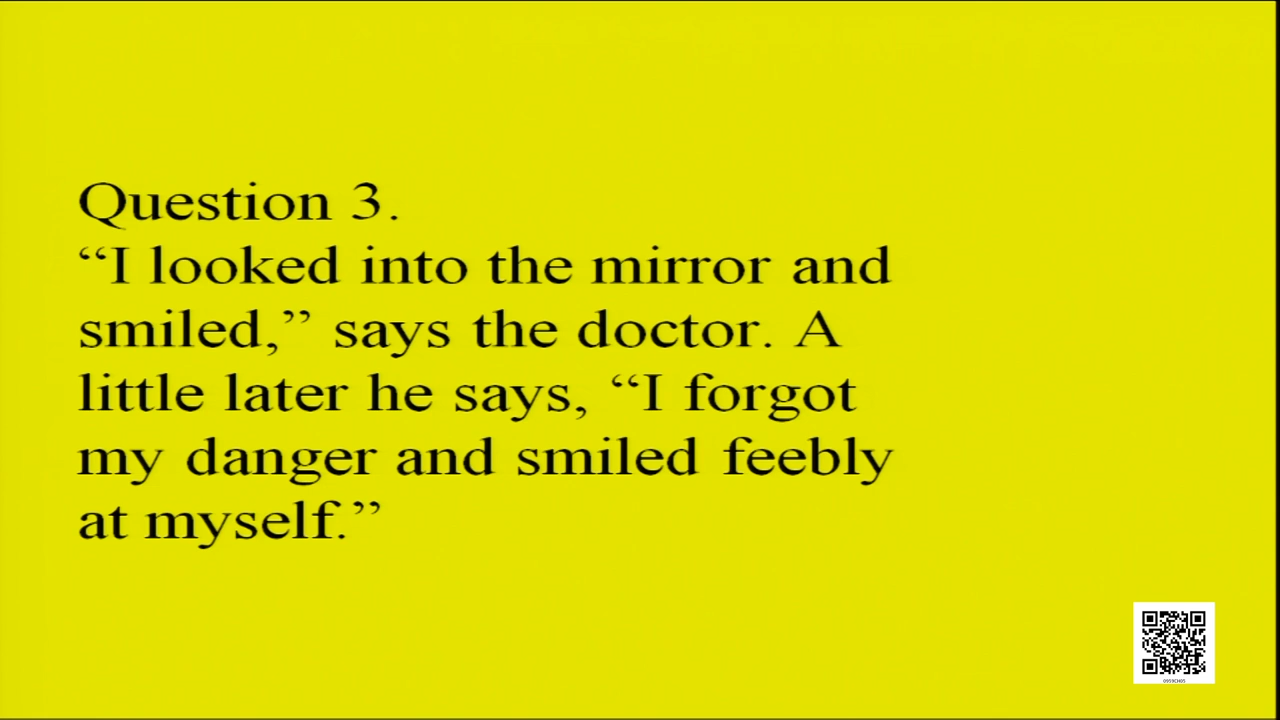 Question 3.
“I looked into the mirror and
smiled,” says the doctor. A
little later he says, “I forgot
my danger and smiled feebly
at myself.”